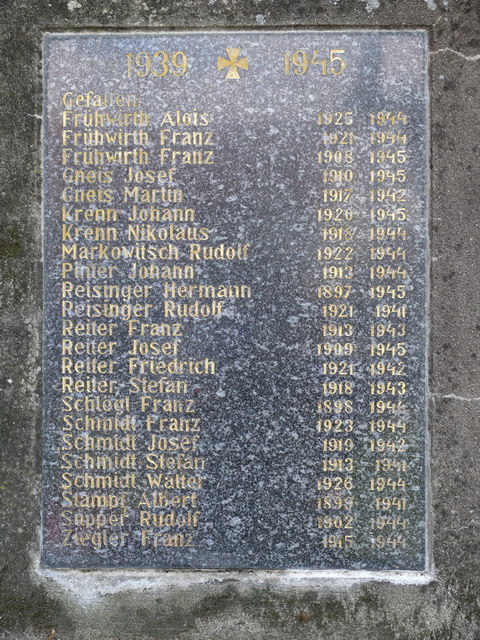 1939 1945
Gefallen:
Frühwirth Alois 1925 1944
Frühwirth Franz 1921 1944
Frühwirth Franz 1908 1945
Gneis Josef 1910 1945
Gneis Martin 1917 1942
Krenn Johann 1926 1945
Krenn Nikolaus 1918 1944
Markowitsch Rudolf 1922 1944
Pinter Johann 1913 1944
Reisinger Hermann 1897 1945
Reisinger Rudolf 1921 1941
Reiter Franz 1913 1943
Reiter Josef 1909 1945
Reiter Friedrich 1921 1942
Reiter Stefan 1918 1943
Schlögl Franz 1898 1944
Schmidt Franz 1923 1944
Schmidt Josef 1919 1942
Schmidt Stefan 1913 1941
Schmidt Walter 1926 1944
Stampf Albert 1899 1941
Supper Rudolf 1902 1944
Ziegler Franz 1915 1944